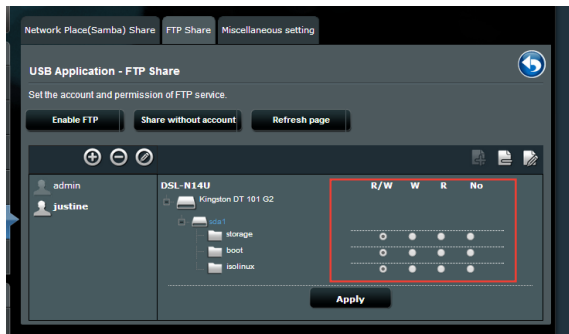 Network Place(Samba) Share FTP Share Miscellaneous setting
USB Application - FTP Share
Set the account and permission of FTP service.
Enable FTP Share without account Refresh page
admin
justine
DSL-N14U R/W W R No
Kingston DT 101 G2
sda1
storage
boot
isolinux
Apply